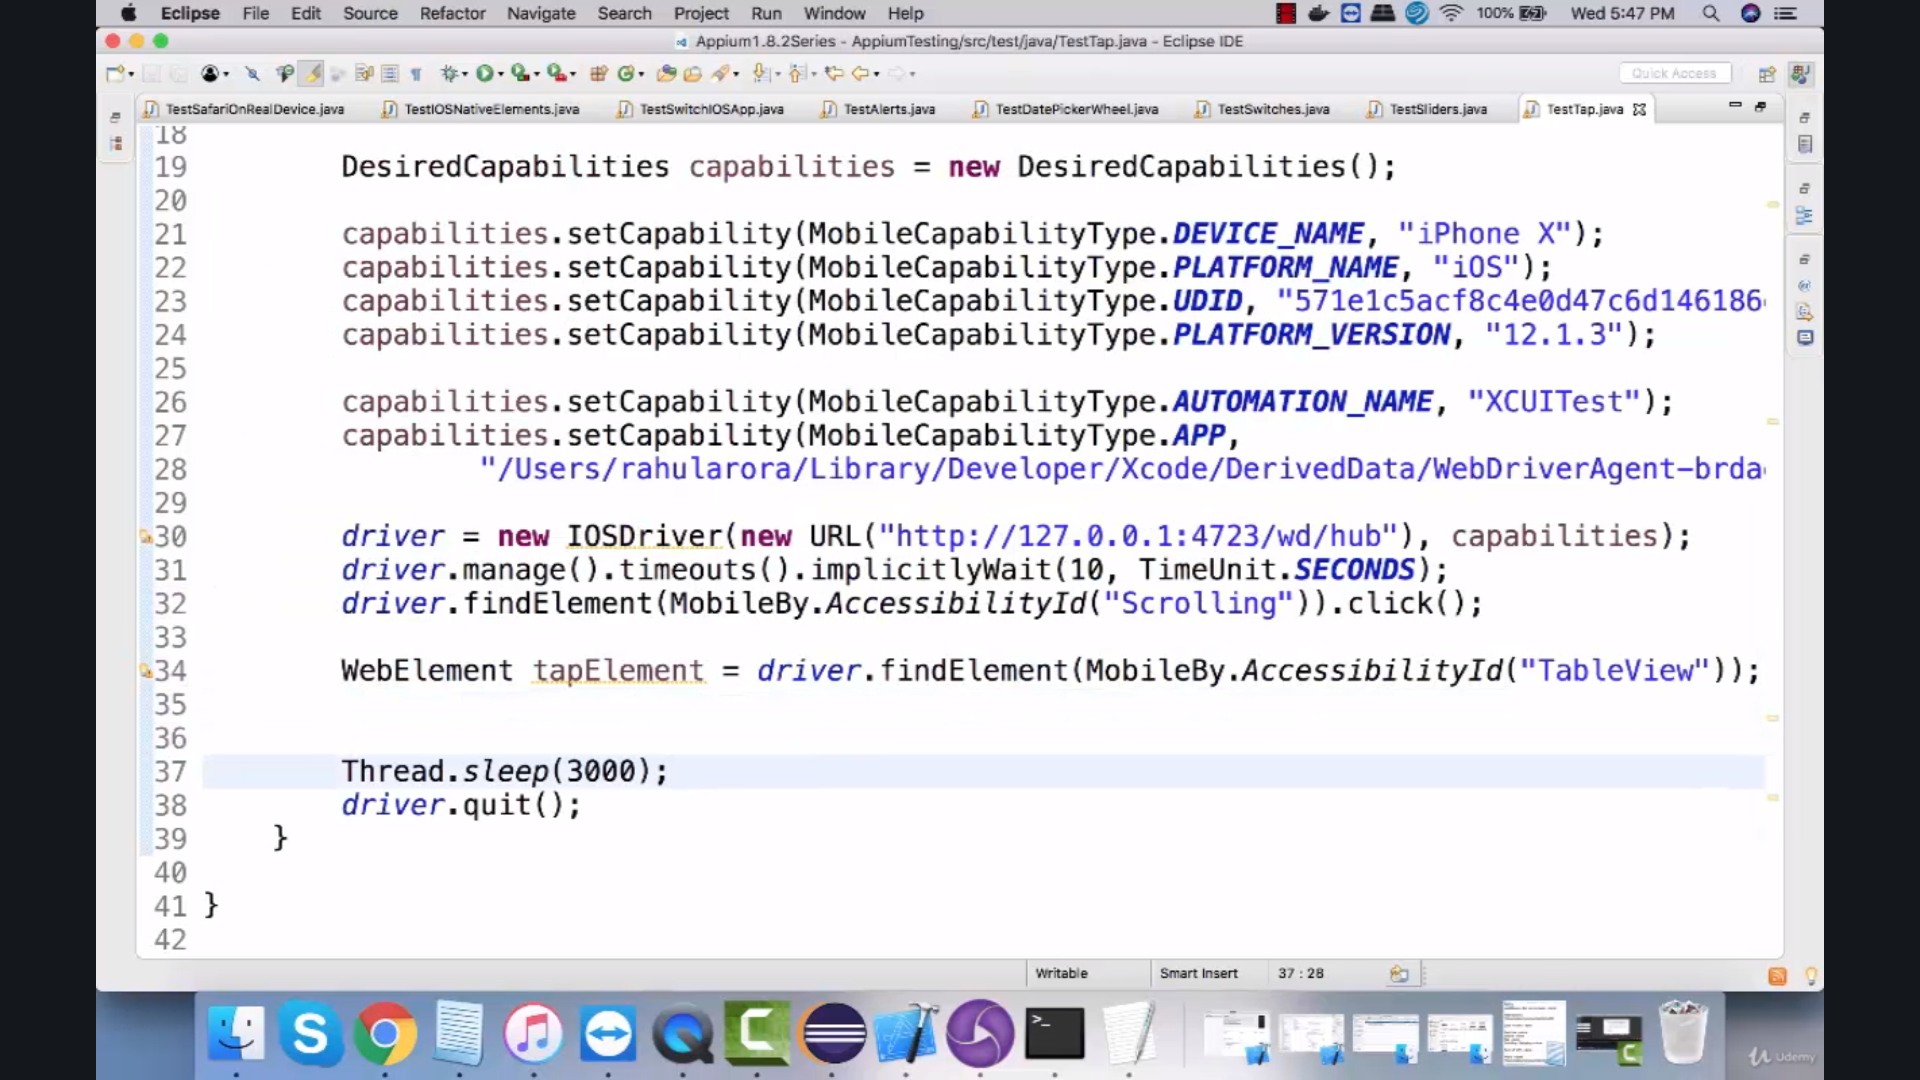 Eclipse File Edit Source Refactor Navigate Search Project Run Window Help 100% Wed 5:47 PM
Appium1.8.2Series - AppiumTesting/src/test/java/TestTap.java - Eclipse IDE
Quick Access
TestSafariOnRealDevice.java TestIOSNativeElements.java TestSwitchIOSApp.java TestAlerts.java TestDatePickerWheel.java TestSwitches.java TestSliders.java TestTap.java
18
19 DesiredCapabilities capabilities = new DesiredCapabilities();
20
21 capabilities.setCapability(MobileCapabilityType.DEVICE_NAME, "iPhone X");
22 capabilities.setCapability(MobileCapabilityType.PLATFORM_NAME, "iOS");
23 capabilities.setCapability(MobileCapabilityType.UDID, "571e1c5acf8c4e0d47c6d146186
24 capabilities.setCapability(MobileCapabilityType.PLATFORM_VERSION, "12.1.3");
25
26 capabilities.setCapability(MobileCapabilityType.AUTOMATION_NAME, "XCUITest");
27 capabilities.setCapability(MobileCapabilityType.APP,
28 "/Users/rahularora/Library/Developer/Xcode/DerivedData/WebDriverAgent-brda
29
30 driver = new IOSDriver(new URL("http://127.0.0.1:4723/wd/hub"), capabilities);
31 driver.manage().timeouts().implicitlyWait(10, TimeUnit.SECONDS);
32 driver.findElement(MobileBy.AccessibilityId("Scrolling")).click();
33
34 WebElement tapElement = driver.findElement(MobileBy.AccessibilityId("TableView"));
35
36
37 Thread.sleep(3000);
38 driver.quit();
39 }
40
41 }
42
Writable Smart Insert 37 : 28
Udemy